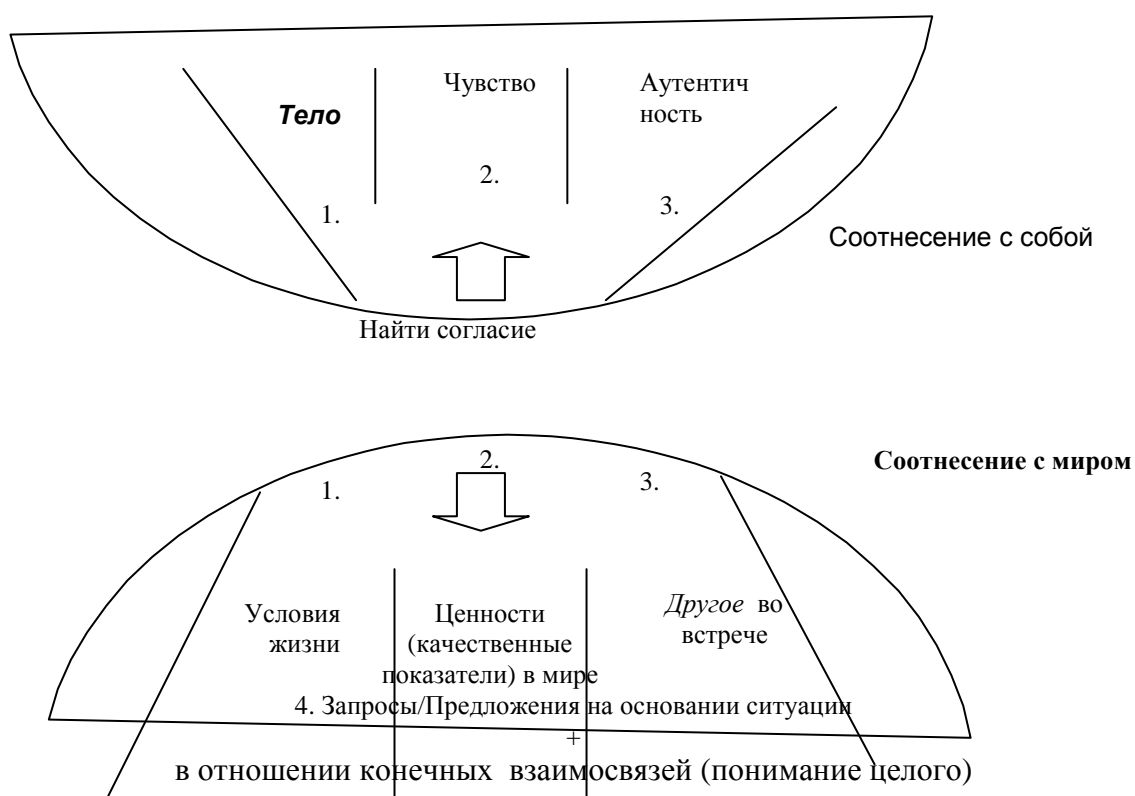 Чувство
Аутентич
ность
Тело
2.
1.
3.
Соотнесение с собой
Найти согласие
Соотнесение с миром
2.
1.
3.
Условия
жизни
Ценности
(качественные
показатели) в мире
Другое во
встрече
4. Запросы/Предложения на основании ситуации
+
в отношении конечных взаимосвязей (понимание целого)